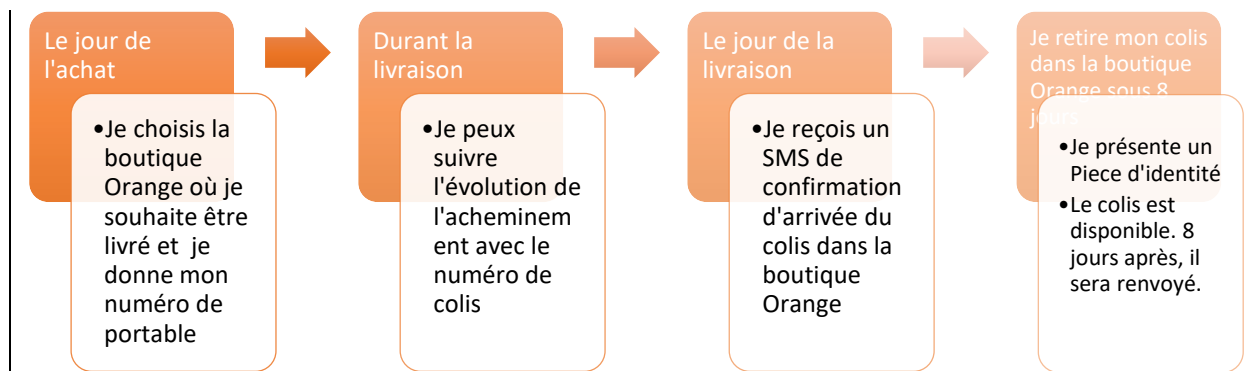 Le jour de
l'achat
•Je choisis la
boutique
Orange où je
souhaite être
livré et je
donne mon
numéro de
portable
Durant la
livraison
•Je peux
suivre
l'évolution de
l'acheminem
ent avec le
numéro de
colis
Le jour de la
livraison
•Je reçois un
SMS de
confirmation
d'arrivée du
colis dans la
boutique
Orange
Je retire mon colis
dans la boutique
Orange sous 8
jours
•Je présente un
Piece d'identité
•Le colis est
disponible. 8
jours après, il
sera renvoyé.